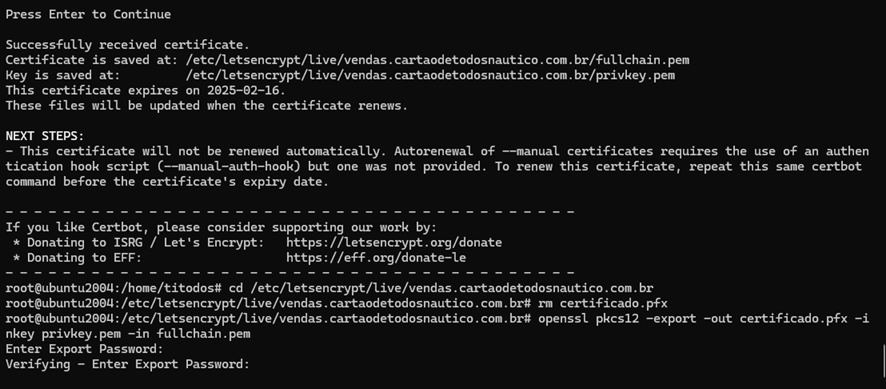 Press Enter to Continue
Successfully received certificate.
Certificate is saved at: /etc/letsencrypt/live/vendas.cartaodetodosnautico.com.br/fullchain.pem
Key is saved at:         /etc/letsencrypt/live/vendas.cartaodetodosnautico.com.br/privkey.pem
This certificate expires on 2025-02-16.
These files will be updated when the certificate renews.
NEXT STEPS:
- This certificate will not be renewed automatically. Autorenewal of --manual certificates requires the use of an authen
tication hook script (--manual-auth-hook) but one was not provided. To renew this certificate, repeat this same certbot
command before the certificate's expiry date.
- - - - - - - - - - - - - - - - - - - - - - - - - - - - - - - - - - - - - - - -
If you like Certbot, please consider supporting our work by:
 * Donating to ISRG / Let's Encrypt:   https://letsencrypt.org/donate
 * Donating to EFF:                    https://eff.org/donate-le
- - - - - - - - - - - - - - - - - - - - - - - - - - - - - - - - - - - - - - - -
root@ubuntu2004:/home/titodos# cd /etc/letsencrypt/live/vendas.cartaodetodosnautico.com.br
root@ubuntu2004:/etc/letsencrypt/live/vendas.cartaodetodosnautico.com.br# rm certificado.pfx
root@ubuntu2004:/etc/letsencrypt/live/vendas.cartaodetodosnautico.com.br# openssl pkcs12 -export -out certificado.pfx -i
nkey privkey.pem -in fullchain.pem
Enter Export Password:
Verifying - Enter Export Password: